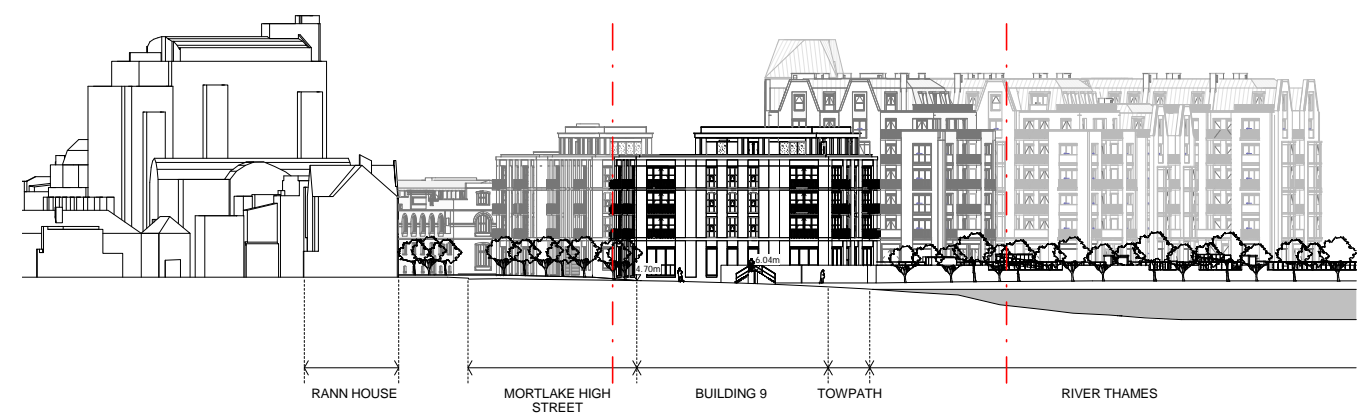 6.04m
4.70m
RANN HOUSE
MORTLAKE HIGH
STREET
BUILDING 9
TOWPATH
RIVER THAMES